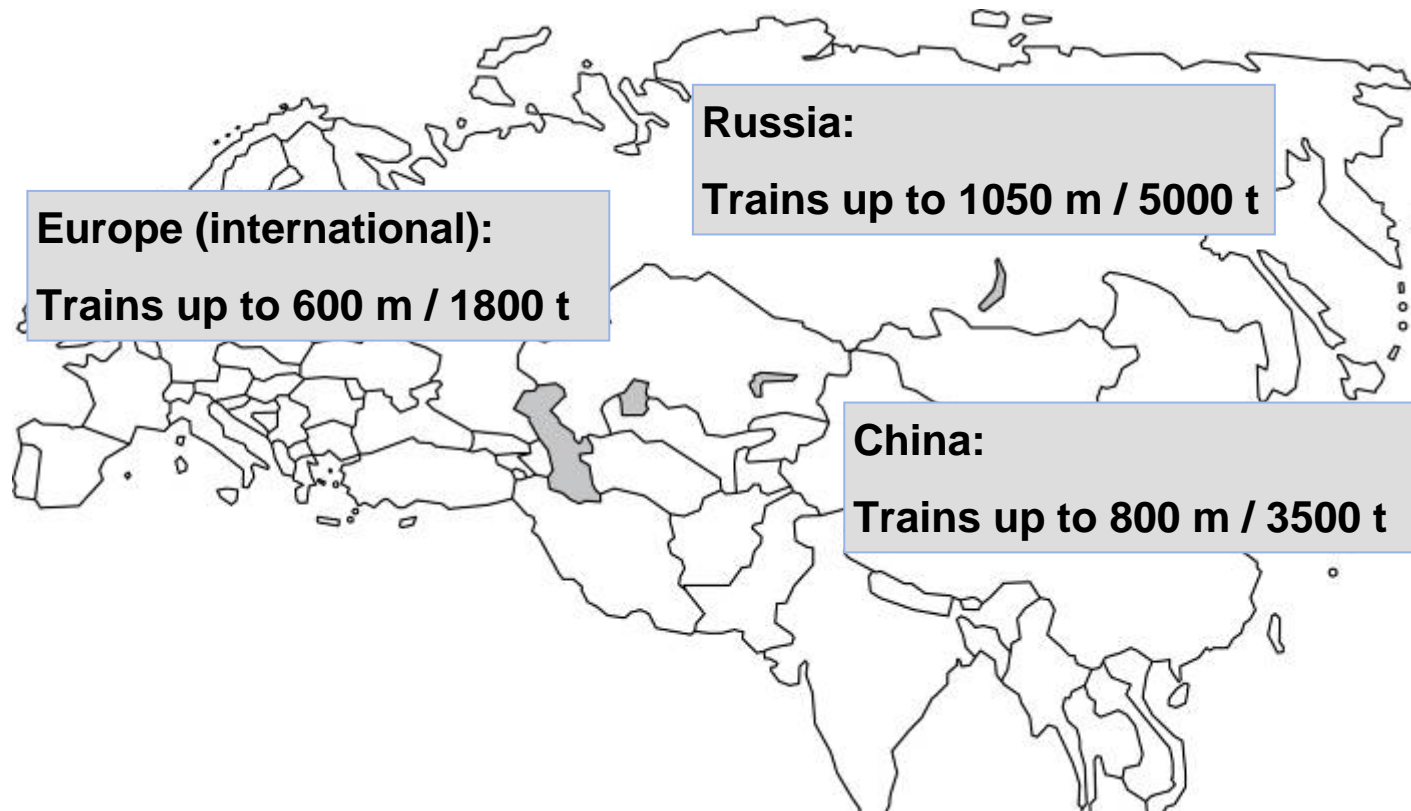 Russia:
Trains up to 1050 m / 5000 t
Europe (international):
Trains up to 600 m / 1800 t
China:
Trains up to 800 m / 3500 t